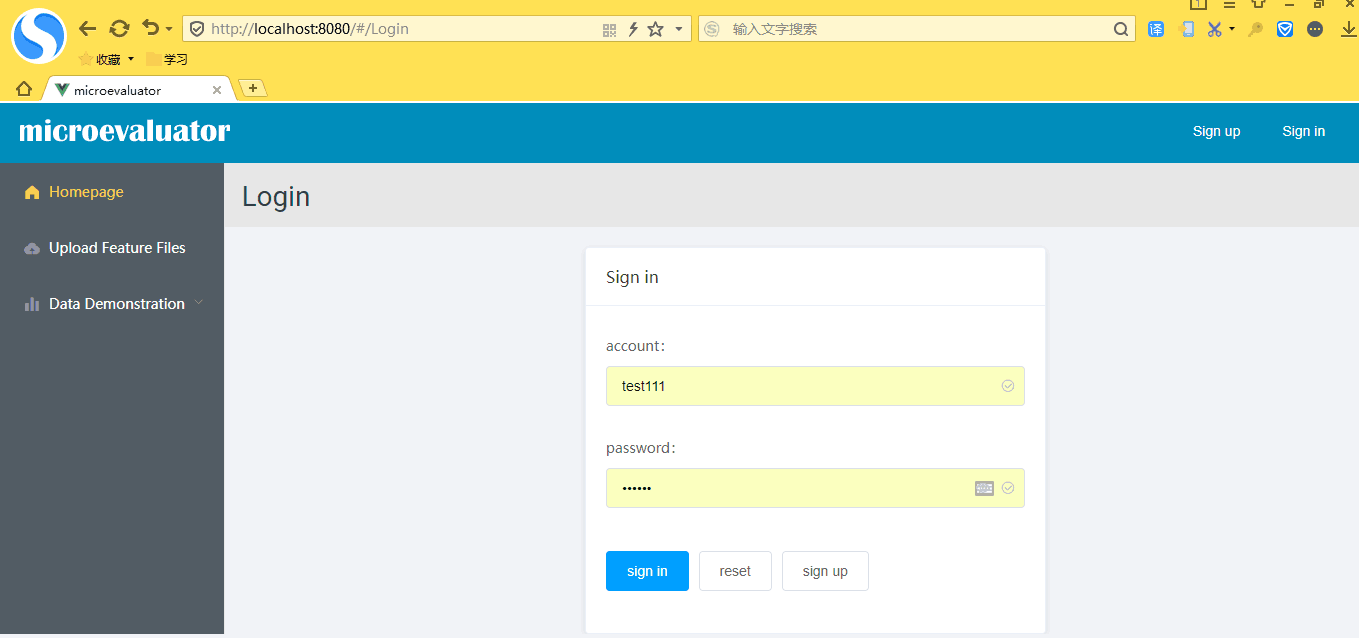 http://localhost:8080/#/Login
输入文字搜索
译
收藏
学习
microevaluator
microevaluator
Sign up
Sign in
Homepage
Login
Upload Feature Files
Data Demonstration
Sign in
account:
test111
password:
••••••
sign in
reset
sign up